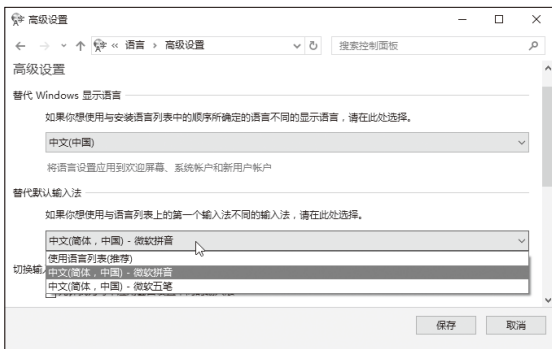 高级设置
« 语言 › 高级设置
搜索控制面板
高级设置
替代 Windows 显示语言
如果你想使用与安装语言列表中的顺序所确定的语言不同的显示语言，请在此处选择。
中文(中国)
将语言设置应用到欢迎屏幕、系统帐户和新用户帐户
替代默认输入法
如果你想使用与语言列表上的第一个输入法不同的输入法，请在此处选择。
中文(简体，中国) - 微软拼音
使用语言列表(推荐)
切换输
中文(简体，中国) - 微软拼音
中文(简体，中国) - 微软五笔
保存
取消